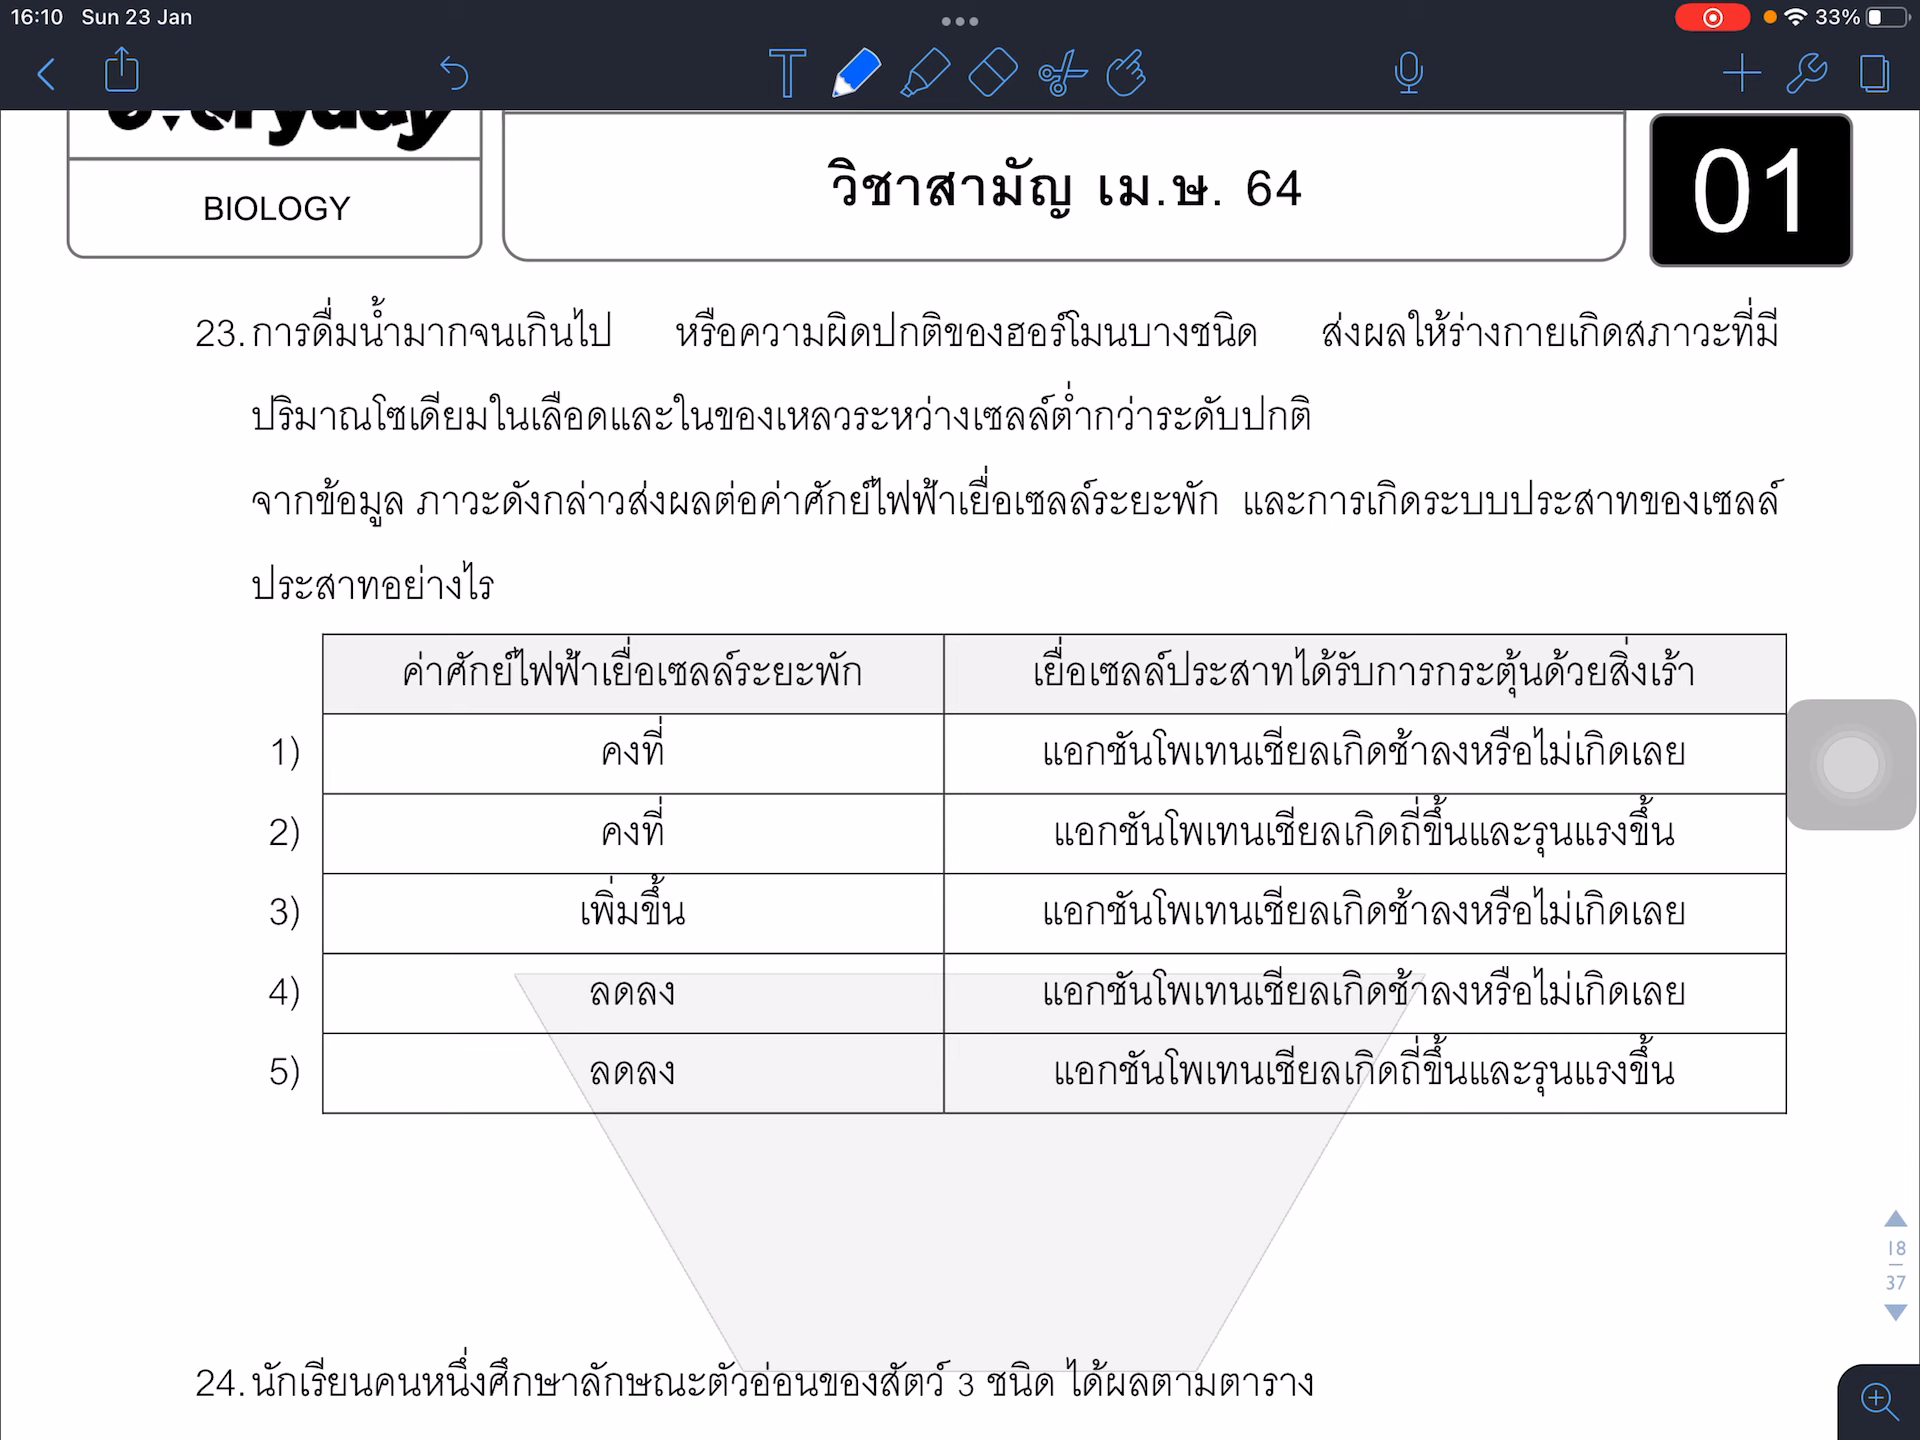 16:10 Sun 23 Jan
33%
everyday
BIOLOGY
วิชาสามัญ เม.ษ. 64
01
23. การดื่มน้ำมากจนเกินไป หรือความผิดปกติของฮอร์โมนบางชนิด ส่งผลให้ร่างกายเกิดสภาวะที่มี
ปริมาณโซเดียมในเลือดและในของเหลวระหว่างเซลล์ต่ำกว่าระดับปกติ
จากข้อมูล ภาวะดังกล่าวส่งผลต่อค่าศักย์ไฟฟ้าเยื่อเซลล์ระยะพัก และการเกิดระบบประสาทของเซลล์
ประสาทอย่างไร
ค่าศักย์ไฟฟ้าเยื่อเซลล์ระยะพัก เยื่อเซลล์ประสาทได้รับการกระตุ้นด้วยสิ่งเร้า
1) คงที่ แอกชันโพเทนเชียลเกิดช้าลงหรือไม่เกิดเลย
2) คงที่ แอกชันโพเทนเชียลเกิดถี่ขึ้นและรุนแรงขึ้น
3) เพิ่มขึ้น แอกชันโพเทนเชียลเกิดช้าลงหรือไม่เกิดเลย
4) ลดลง แอกชันโพเทนเชียลเกิดช้าลงหรือไม่เกิดเลย
5) ลดลง แอกชันโพเทนเชียลเกิดถี่ขึ้นและรุนแรงขึ้น
18
37
24. นักเรียนคนหนึ่งศึกษาลักษณะตัวอ่อนของสัตว์ 3 ชนิด ได้ผลตามตาราง